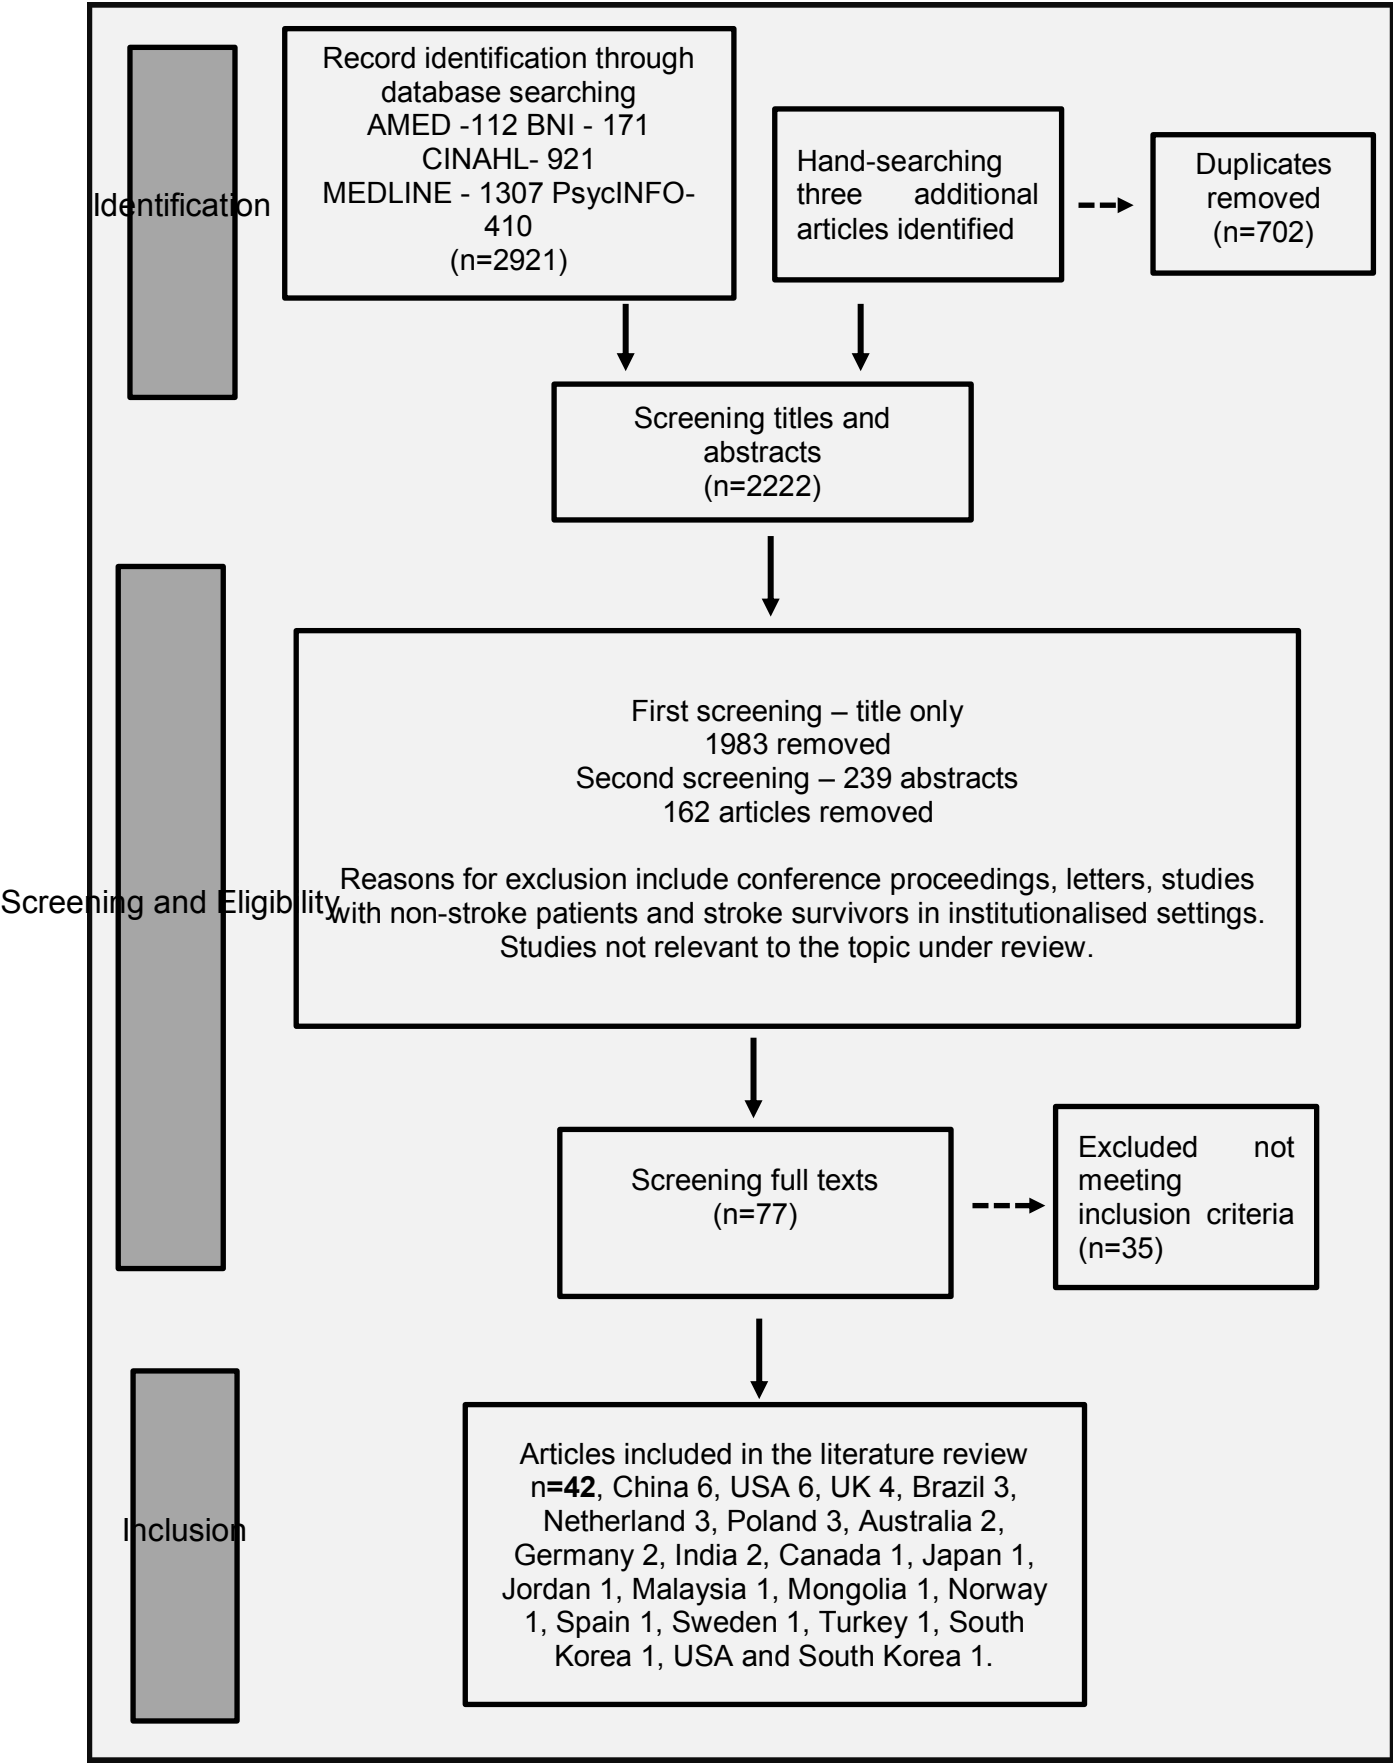 Identification
Record identification through
database searching
AMED -112 BNI - 171
CINAHL- 921
MEDLINE - 1307 PsycINFO-
410
(n=2921)
Hand-searching
three additional
articles identified
Duplicates
removed
(n=702)
Screening titles and
abstracts
(n=2222)
Screening and Eligibility
First screening – title only
1983 removed
Second screening – 239 abstracts
162 articles removed
Reasons for exclusion include conference proceedings, letters, studies
with non-stroke patients and stroke survivors in institutionalised settings.
Studies not relevant to the topic under review.
Screening full texts
(n=77)
Excluded not
meeting
inclusion criteria
(n=35)
Inclusion
Articles included in the literature review
n=42, China 6, USA 6, UK 4, Brazil 3,
Netherland 3, Poland 3, Australia 2,
Germany 2, India 2, Canada 1, Japan 1,
Jordan 1, Malaysia 1, Mongolia 1, Norway
1, Spain 1, Sweden 1, Turkey 1, South
Korea 1, USA and South Korea 1.